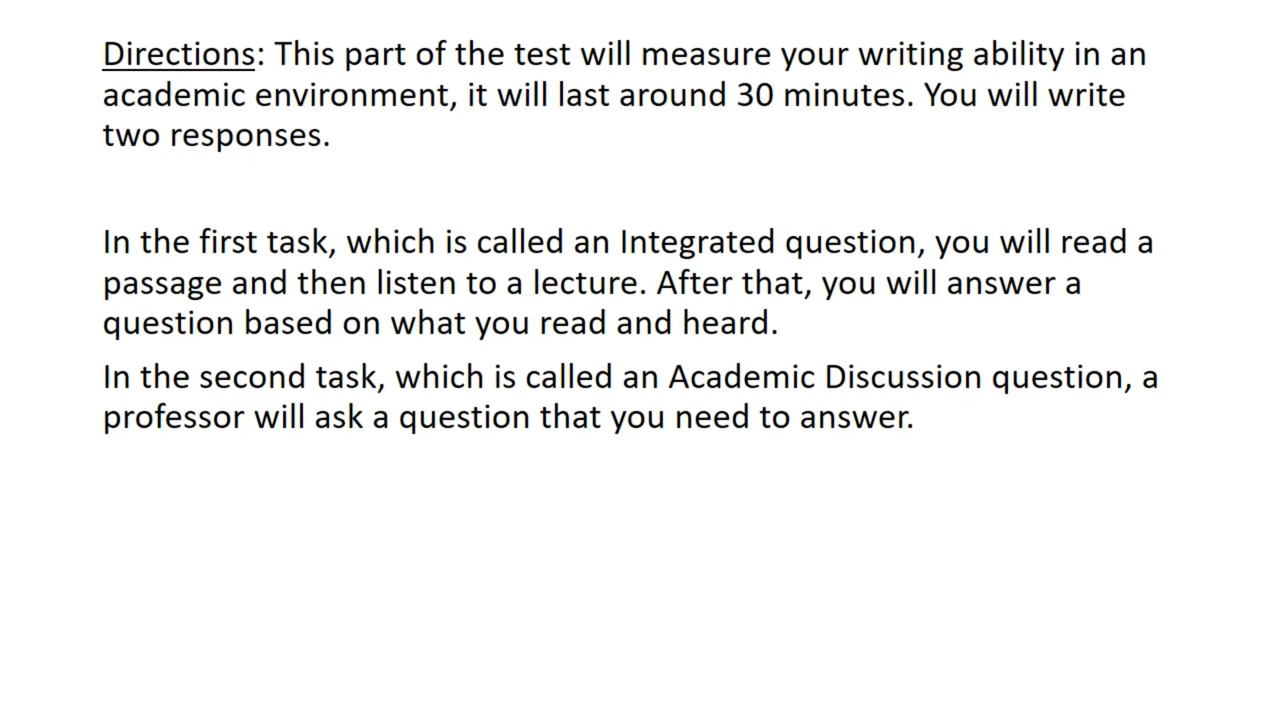 Directions: This part of the test will measure your writing ability in an
academic environment, it will last around 30 minutes. You will write
two responses.
In the first task, which is called an Integrated question, you will read a
passage and then listen to a lecture. After that, you will answer a
question based on what you read and heard.
In the second task, which is called an Academic Discussion question, a
professor will ask a question that you need to answer.